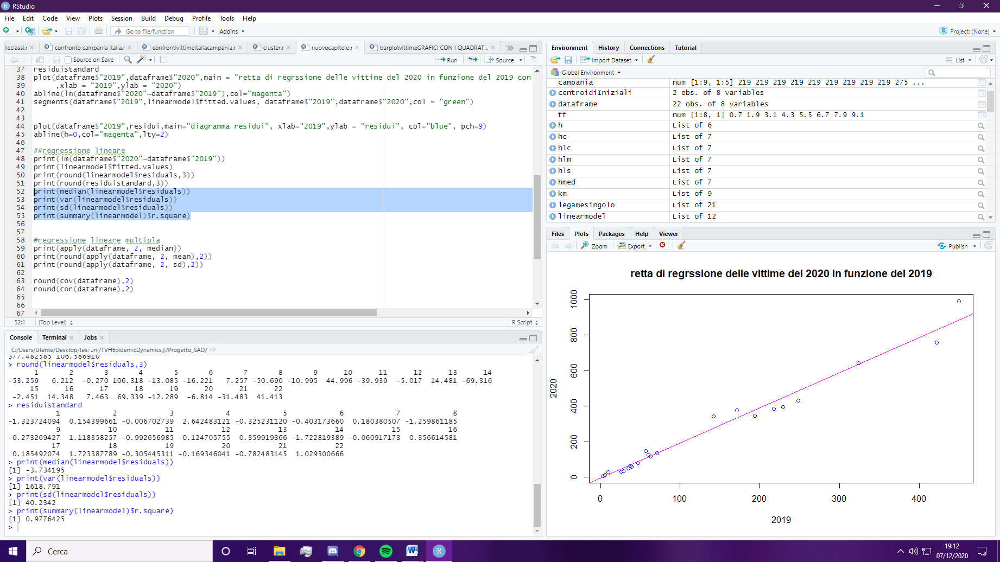 RStudio
File Edit Code View Plots Session Build Debug Profile Tools Help
Go to file/function Addins Project: (None)
lleclassi.r confronto campania italia.r confrontivittimeitaliacampania.r cluster.r nuovocapitolo.r barplotvittimeGRAFICI CON I QUADRAT...
Source on Save Run Source
37 residuistandard
38 plot(dataframe$"2019",dataframe$"2020",main = "retta di regrssione delle vittime del 2020 in funzione del 2019 con
39 ,xlab = "2019",ylab = "2020")
40 abline(lm(dataframe$"2020"~dataframe$"2019"),col="magenta")
41 segments(dataframe$"2019",linearmodel$fitted.values, dataframe$"2019",dataframe$"2020",col = "green")
42
43
44 plot(dataframe$"2019",residui,main="diagramma residui", xlab="2019",ylab = "residui", col="blue", pch=9)
45 abline(h=0,col="magenta",lty=2)
46
47 ##regressione lineare
48 print(lm(dataframe$"2020"~dataframe$"2019"))
49 print(linearmodel$fitted.values)
50 print(round(linearmodel$residuals,3))
51 print(round(residuistandard,3))
52 print(median(linearmodel$residuals))
53 print(var(linearmodel$residuals))
54 print(sd(linearmodel$residuals))
55 print(summary(linearmodel)$r.square)
56
57
58 #regressione lineare multipla
59 print(apply(dataframe, 2, median))
60 print(round(apply(dataframe, 2, mean),2))
61 print(round(apply(dataframe, 2, sd),2))
62
63 round(cov(dataframe),2)
64 round(cor(dataframe),2)
65
66
67
52:1 (Top Level) R Script
Console Terminal Jobs
C:/Users/Utente/Desktop/tesi uni/TVHEpidemicDynamics.jl/Progetto_SAD/
377.482585 106.586910
> round(linearmodel$residuals,3)
1 2 3 4 5 6 7 8 9 10 11 12 13 14
-53.259 6.212 -0.270 106.318 -13.085 -16.221 7.257 -50.690 -10.995 44.996 -39.939 -5.017 14.481 -69.316
15 16 17 18 19 20 21 22
-2.451 14.348 7.463 69.339 -12.289 -6.814 -31.483 41.413
> residuistandard
1 2 3 4 5 6 7 8
-1.323724094 0.154399661 -0.006702739 2.642483121 -0.325231120 -0.403173660 0.180380507 -1.259861185
9 10 11 12 13 14 15 16
-0.273269427 1.118358257 -0.992656985 -0.124705755 0.359919366 -1.722819389 -0.060917173 0.356614581
17 18 19 20 21 22
0.185492074 1.723387789 -0.305445311 -0.169346041 -0.782483145 1.029300666
> print(median(linearmodel$residuals))
[1] -3.734195
> print(var(linearmodel$residuals))
[1] 1618.791
> print(sd(linearmodel$residuals))
[1] 40.2342
> print(summary(linearmodel)$r.square)
[1] 0.9776425
>
Environment History Connections Tutorial
Import Dataset List
Global Environment
campania num [1:9, 1:5] 219 219 219 219 219 219 219 219 219 275 ...
centroidiIniziali 2 obs. of 8 variables
dataframe 22 obs. of 8 variables
ff num [1:8, 1] 0.7 1.9 3.1 4.3 5.5 6.7 7.9 9.1
h List of 6
hc List of 7
hlc List of 7
hlm List of 7
hls List of 7
hmed List of 7
km List of 9
legamesingolo List of 21
linearmodel List of 12
Files Plots Packages Help Viewer
Zoom Export Publish
retta di regrssione delle vittime del 2020 in funzione del 2019
1000
800
600
400
200
0
2020
0 100 200 300 400
2019
Cerca
19:12
07/12/2020